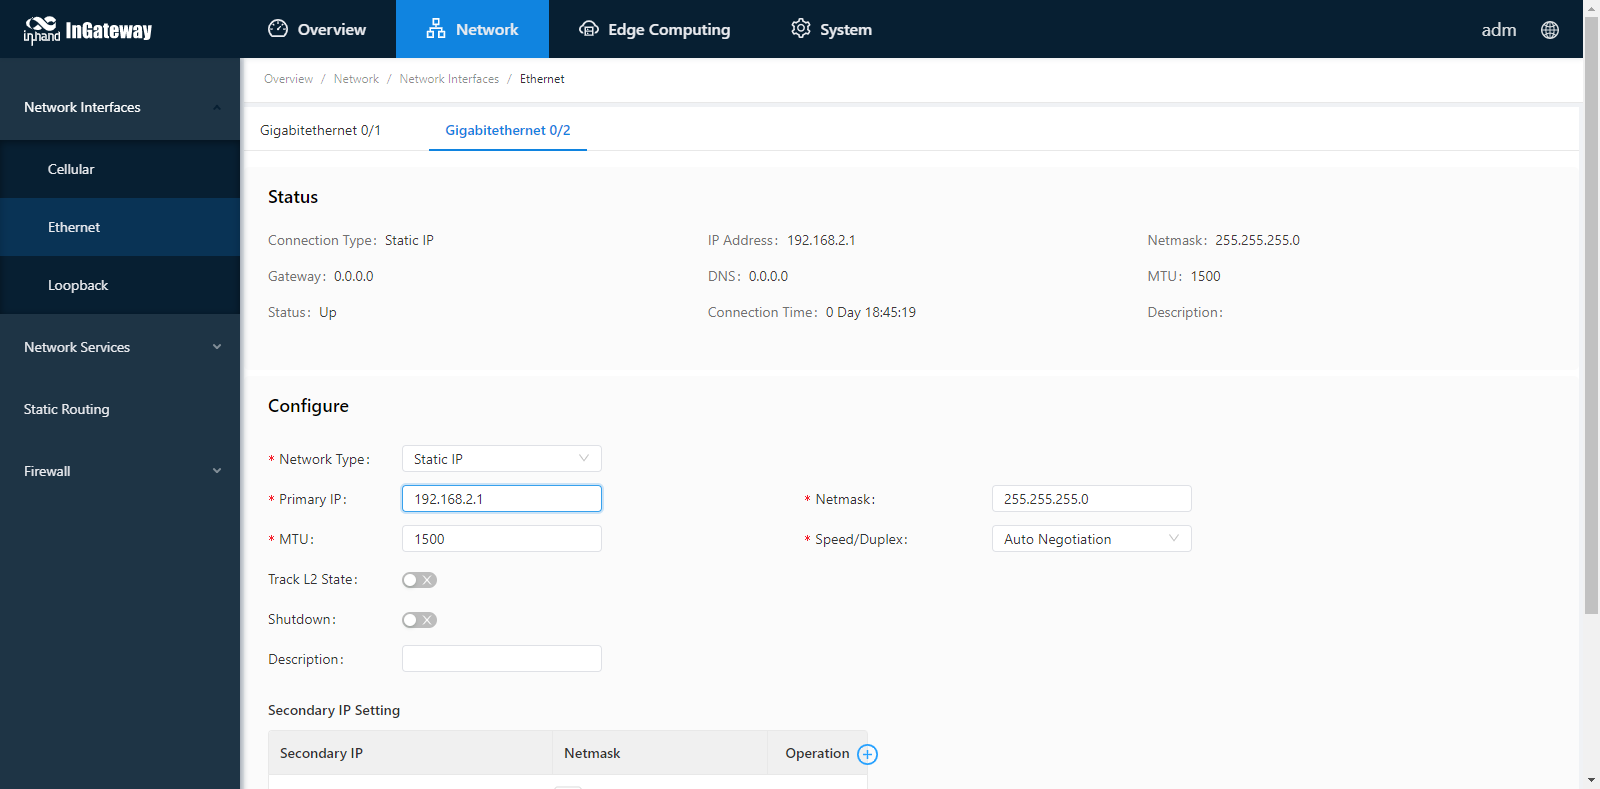 inhand InGateway Overview Network Edge Computing System adm
Overview / Network / Network Interfaces / Ethernet
Network Interfaces
Cellular
Ethernet
Loopback
Network Services
Static Routing
Firewall
Gigabitethernet 0/1 Gigabitethernet 0/2
Status
Connection Type: Static IP IP Address: 192.168.2.1 Netmask: 255.255.255.0
Gateway: 0.0.0.0 DNS: 0.0.0.0 MTU: 1500
Status: Up Connection Time: 0 Day 18:45:19 Description:
Configure
* Network Type: Static IP
* Primary IP: 192.168.2.1 * Netmask: 255.255.255.0
* MTU: 1500 * Speed/Duplex: Auto Negotiation
Track L2 State:
Shutdown:
Description:
Secondary IP Setting
Secondary IP Netmask Operation